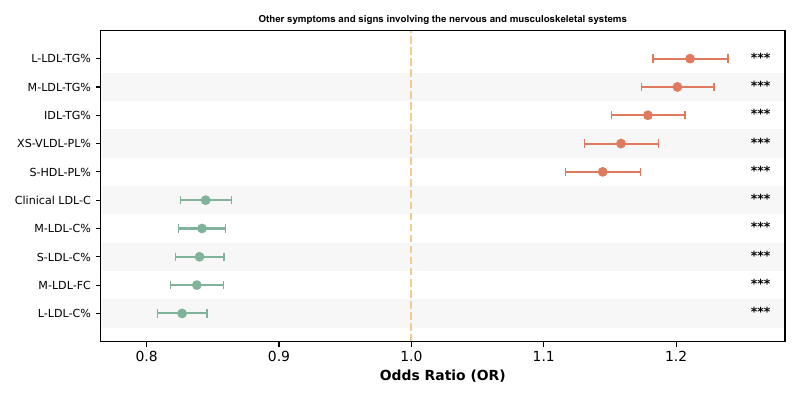 Other symptoms and signs involving the nervous and musculoskeletal systems
L-LDL-TG% ***
M-LDL-TG% ***
IDL-TG% ***
XS-VLDL-PL% ***
S-HDL-PL% ***
Clinical LDL-C ***
M-LDL-C% ***
S-LDL-C% ***
M-LDL-FC ***
L-LDL-C% ***
0.8 0.9 1.0 1.1 1.2
Odds Ratio (OR)